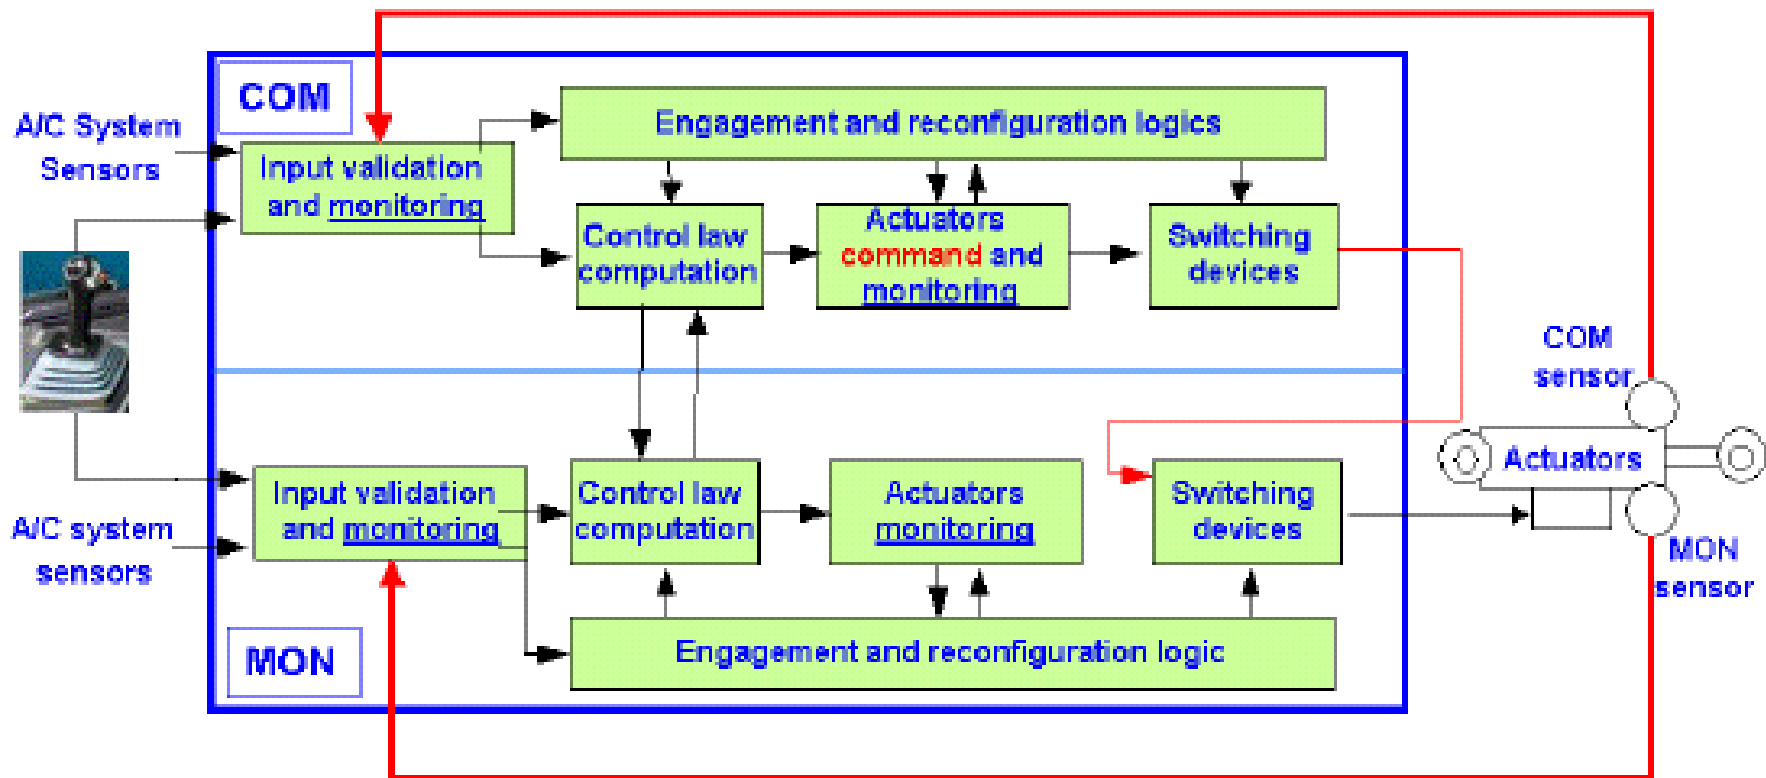 COM
A/C System
Sensors
Input validation
and monitoring
Engagement and reconfiguration logics
Control law
computation
Actuators
command and
monitoring
Switching
devices
COM
sensor
Actuators
MON
sensor
A/C system
sensors
Input validation
and monitoring
Control law
computation
Actuators
monitoring
Switching
devices
Engagement and reconfiguration logic
MON